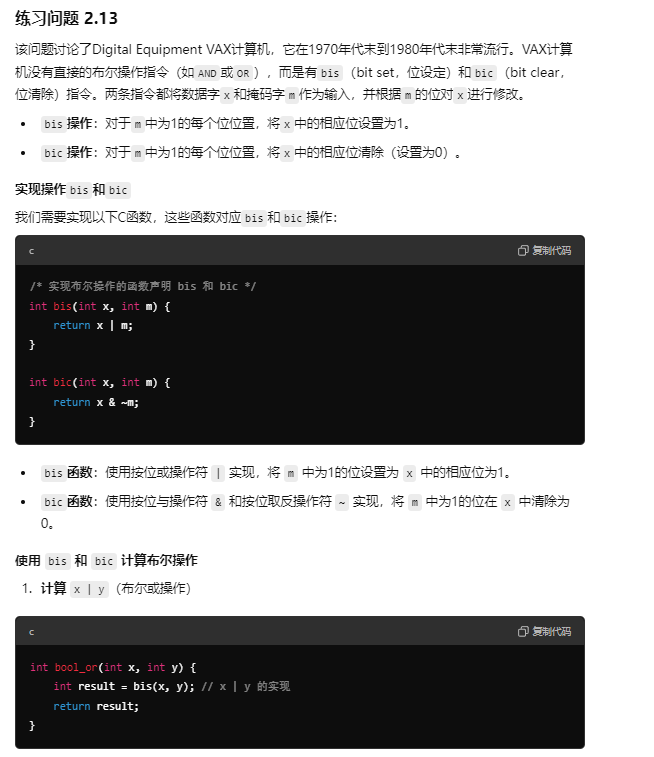 练习问题 2.13
该问题讨论了Digital Equipment VAX计算机，它在1970年代末到1980年代末非常流行。VAX计算
机没有直接的布尔操作指令（如 AND 或 OR ），而是有 bis （bit set，位设定）和 bic （bit clear，
位清除）指令。两条指令都将数据字 x 和掩码字 m 作为输入，并根据 m 的位对 x 进行修改。
• bis 操作：对于 m 中为1的每个位位置，将 x 中的相应位设置为1。
• bic 操作：对于 m 中为1的每个位位置，将 x 中的相应位清除（设置为0）。
实现操作 bis 和 bic
我们需要实现以下C函数，这些函数对应 bis 和 bic 操作：
c 复制代码
/* 实现布尔操作的函数声明 bis 和 bic */
int bis(int x, int m) {
    return x | m;
}
int bic(int x, int m) {
    return x & ~m;
}
• bis 函数：使用按位或操作符 | 实现，将 m 中为1的位设置为 x 中的相应位为1。
• bic 函数：使用按位与操作符 & 和按位取反操作符 ~ 实现，将 m 中为1的位在 x 中清除为
0。
使用 bis 和 bic 计算布尔操作
1. 计算 x | y （布尔或操作）
c 复制代码
int bool_or(int x, int y) {
    int result = bis(x, y); // x | y 的实现
    return result;
}